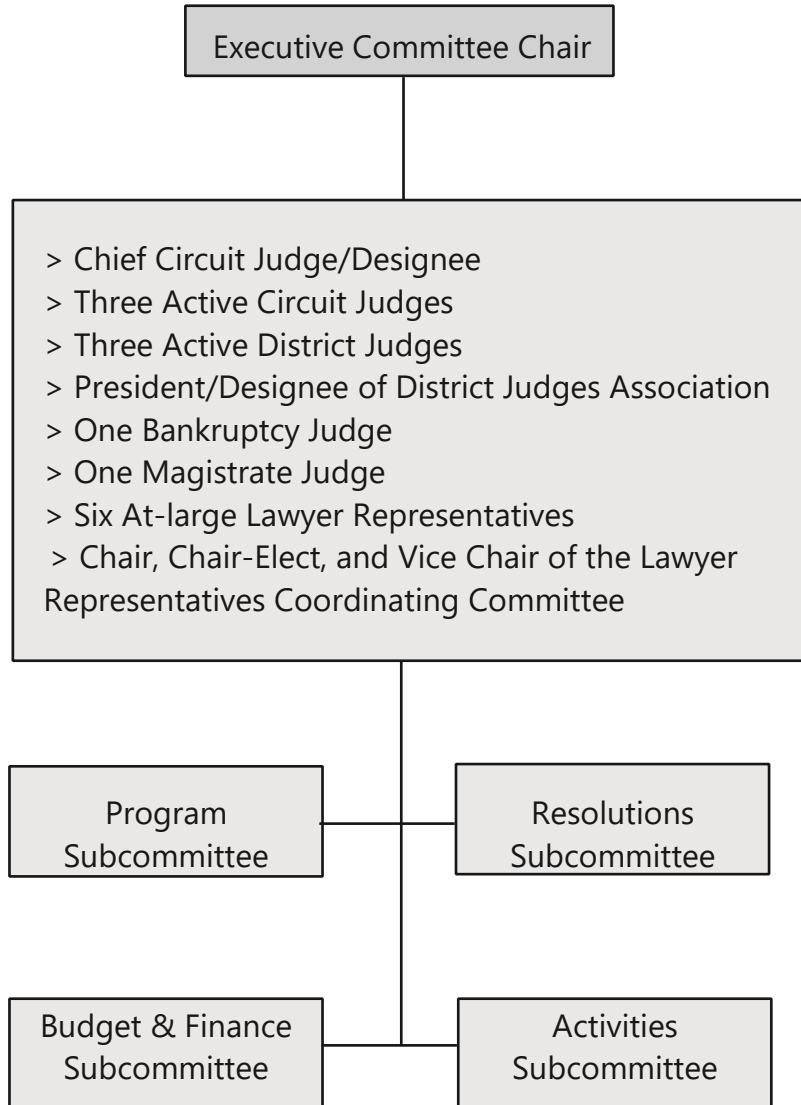 Executive Committee Chair
> Chief Circuit Judge/Designee
> Three Active Circuit Judges
> Three Active District Judges
> President/Designee of District Judges Association
> One Bankruptcy Judge
> One Magistrate Judge
> Six At-large Lawyer Representatives
> Chair, Chair-Elect, and Vice Chair of the Lawyer
Representatives Coordinating Committee
Program
Subcommittee
Resolutions
Subcommittee
Budget & Finance
Subcommittee
Activities
Subcommittee